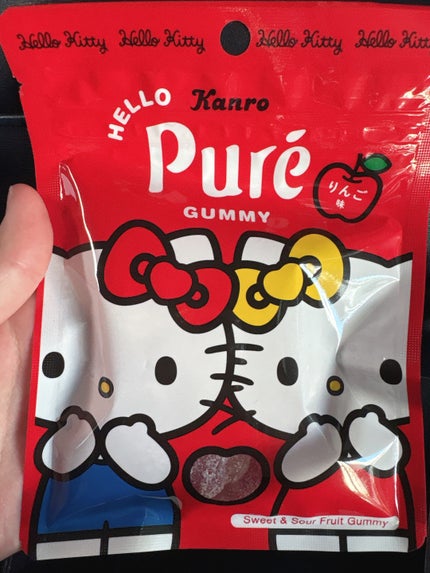 Hello Kitty Hello Kitty Hello Kitty Hello Kitt
HELLO
Kanro
Puré
GUMMY
りんご
味
Sweet & Sour Fruit Gummy